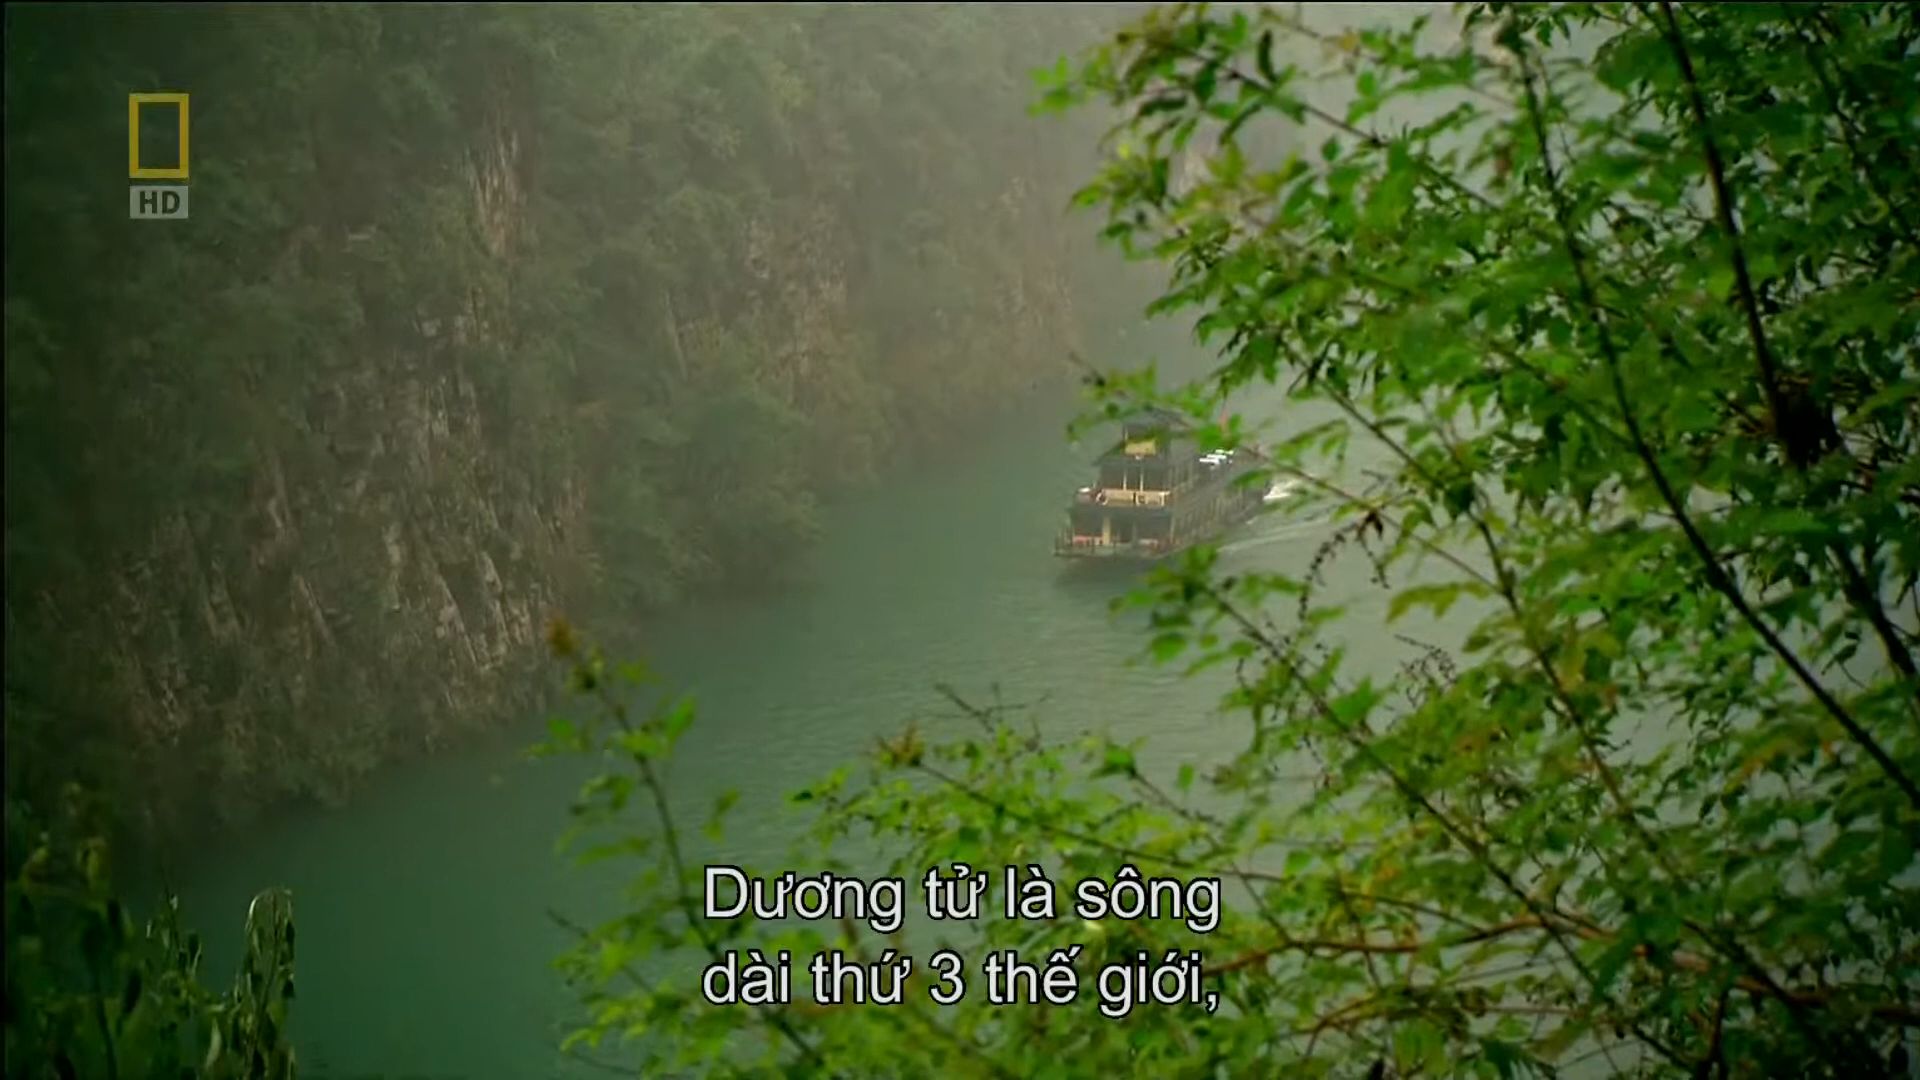 HD
Dương tử là sông
dài thứ 3 thế giới,